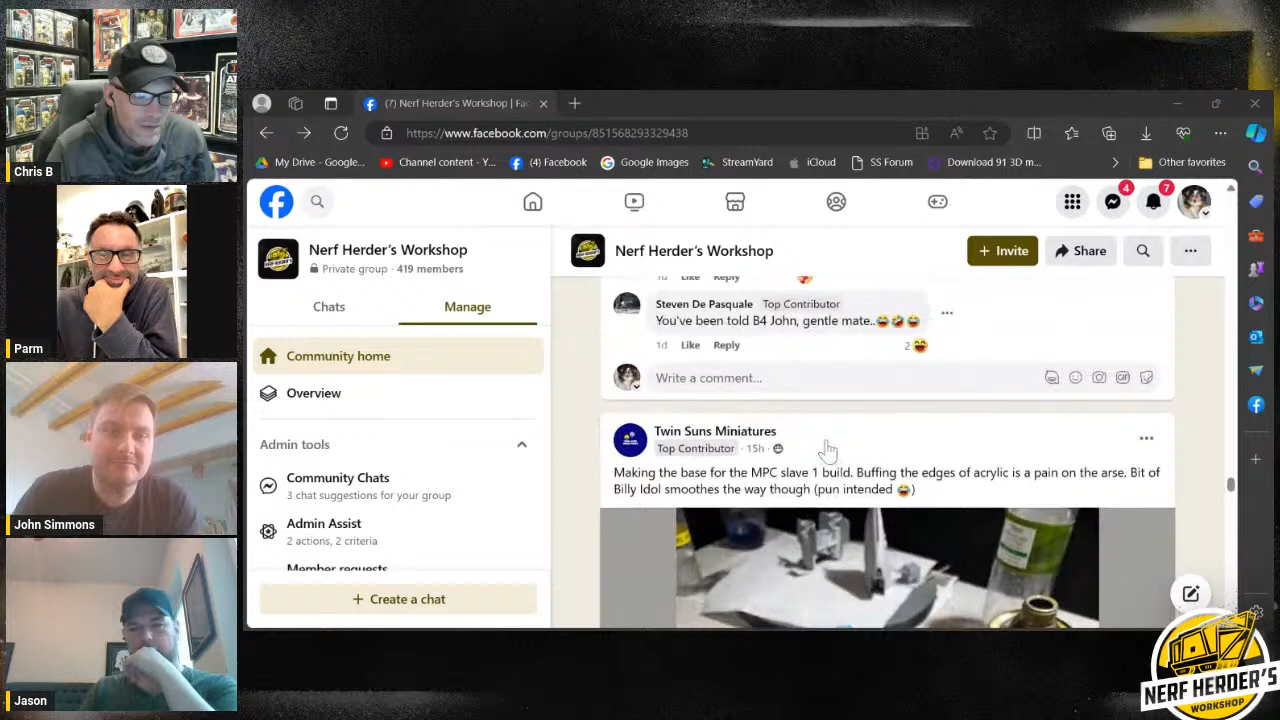 Chris B
Parm
John Simmons
Jason
(7) Nerf Herder's Workshop | Fac
https://www.facebook.com/groups/851568293329438
My Drive - Google...
Channel content - Y...
(4) Facebook
Google Images
StreamYard
iCloud
SS Forum
Download 91 3D m...
Other favorites
4
7
Nerf Herder's Workshop
Private group · 419 members
Chats
Manage
Community home
Overview
Admin tools
Community Chats
3 chat suggestions for your group
Admin Assist
2 actions, 2 criteria
Member requests
+ Create a chat
Nerf Herder's Workshop
+ Invite
Share
1d Like Reply
Steven De Pasquale Top Contributor
You've been told B4 John, gentle mate..😂🤣😂
1d Like Reply
2
Write a comment...
GIF
Twin Suns Miniatures
Top Contributor · 15h ·
Making the base for the MPC slave 1 build. Buffing the edges of acrylic is a pain on the arse. Bit of
Billy Idol smoothes the way though (pun intended 😂)
NERF HERDER'S
WORKSHOP